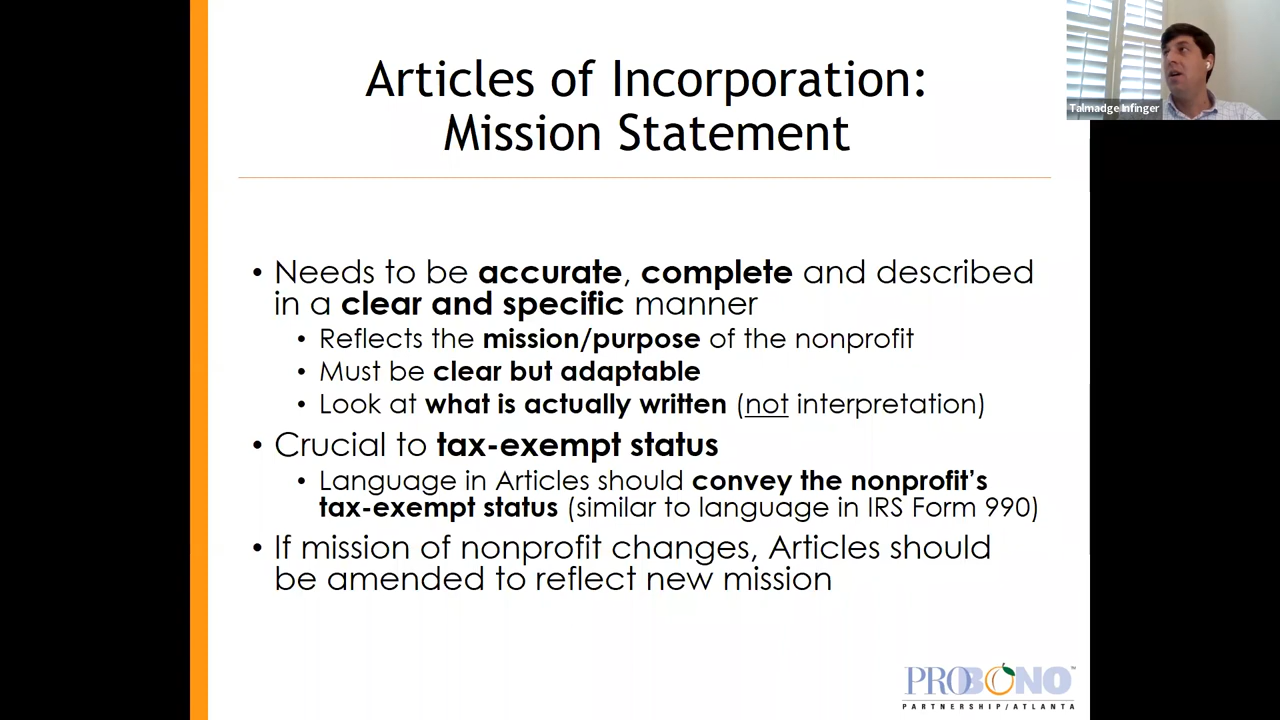 Articles of Incorporation:
Mission Statement
Talmadge Infinger
• Needs to be accurate, complete and described
in a clear and specific manner
• Reflects the mission/purpose of the nonprofit
• Must be clear but adaptable
• Look at what is actually written (not interpretation)
• Crucial to tax-exempt status
• Language in Articles should convey the nonprofit's
tax-exempt status (similar to language in IRS Form 990)
• If mission of nonprofit changes, Articles should
be amended to reflect new mission
PROBONO™
PARTNERSHIP/ATLANTA